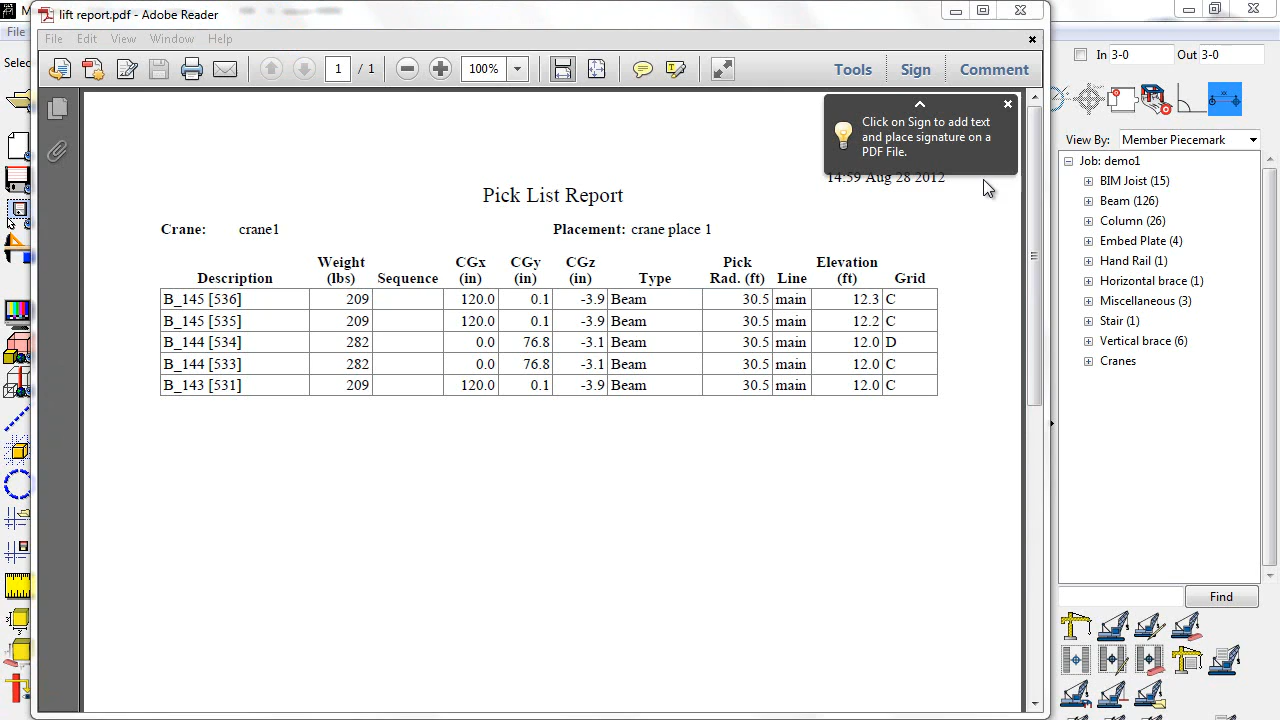 lift report.pdf - Adobe Reader
File
File Edit View Window Help
In 3-0 Out 3-0
Selec
1 / 1 100% Tools Sign Comment
Click on Sign to add text
and place signature on a
PDF File.
14:59 Aug 28 2012
Pick List Report
Crane: crane1 Placement: crane place 1
Weight CGx CGy CGz Pick Elevation
Description (lbs) Sequence (in) (in) (in) Type Rad. (ft) Line (ft) Grid
B_145 [536] 209 120.0 0.1 -3.9 Beam 30.5 main 12.3 C
B_145 [535] 209 120.0 0.1 -3.9 Beam 30.5 main 12.2 C
B_144 [534] 282 0.0 76.8 -3.1 Beam 30.5 main 12.0 D
B_144 [533] 282 0.0 76.8 -3.1 Beam 30.5 main 12.0 C
B_143 [531] 209 120.0 0.1 -3.9 Beam 30.5 main 12.0 C
View By: Member Piecemark
Job: demo1
BIM Joist (15)
Beam (126)
Column (26)
Embed Plate (4)
Hand Rail (1)
Horizontal brace (1)
Miscellaneous (3)
Stair (1)
Vertical brace (6)
Cranes
Find